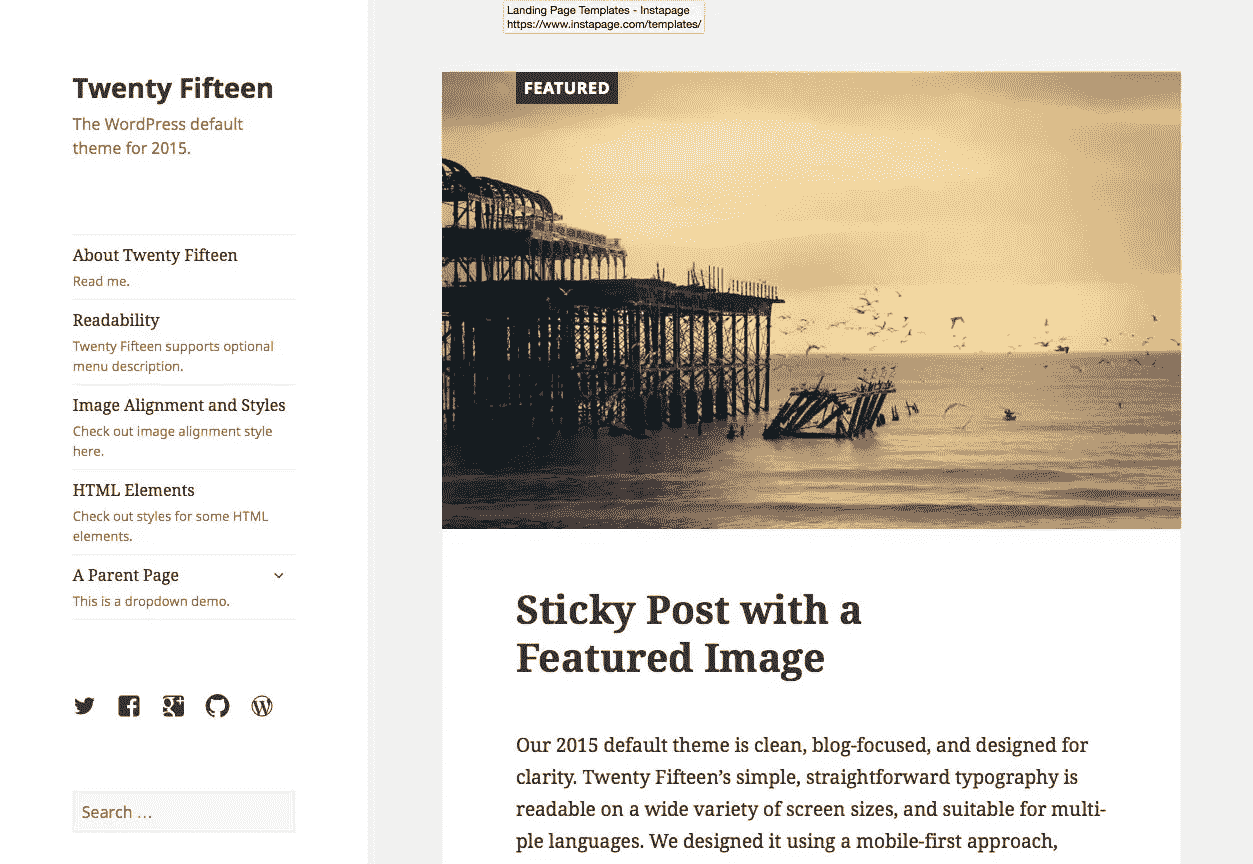 Landing Page Templates - Instapage
https://www.instapage.com/templates/
Twenty Fifteen
The WordPress default
theme for 2015.
About Twenty Fifteen
Read me.
Readability
Twenty Fifteen supports optional
menu description.
Image Alignment and Styles
Check out image alignment style
here.
HTML Elements
Check out styles for some HTML
elements.
A Parent Page
This is a dropdown demo.
Search …
FEATURED
Sticky Post with a
Featured Image
Our 2015 default theme is clean, blog-focused, and designed for
clarity. Twenty Fifteen’s simple, straightforward typography is
readable on a wide variety of screen sizes, and suitable for multi-
ple languages. We designed it using a mobile-first approach,